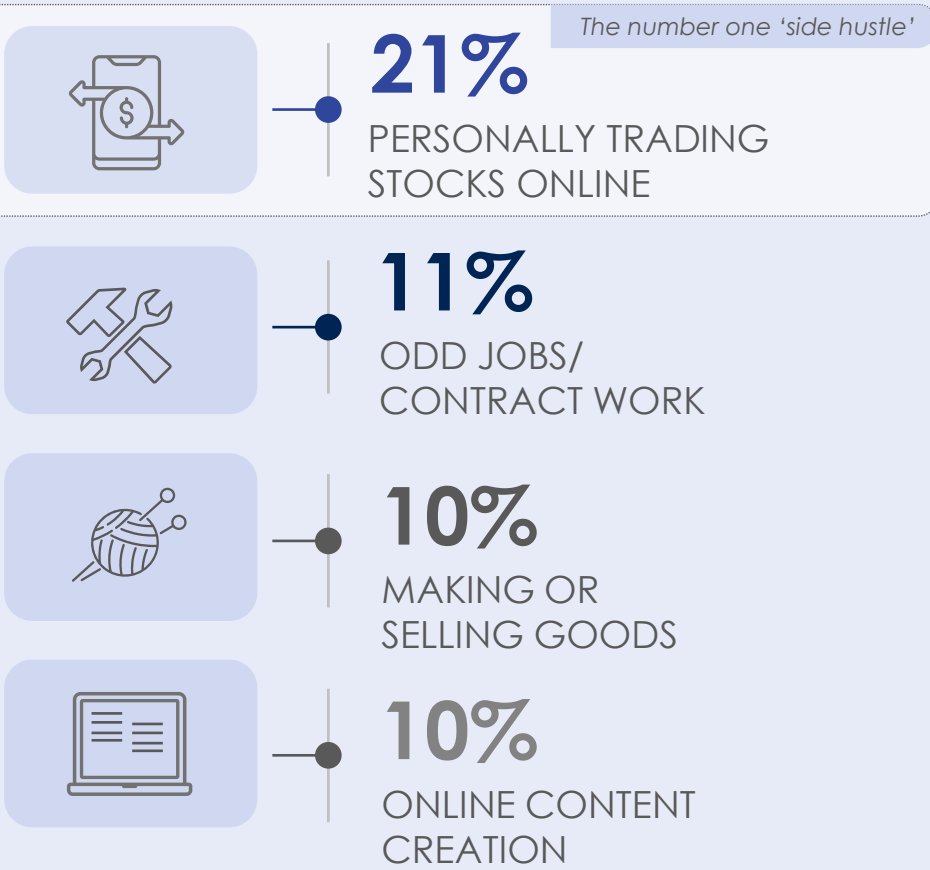 The number one ‘side hustle’
21%
PERSONALLY TRADING
STOCKS ONLINE
$
11%
ODD JOBS/
CONTRACT WORK
10%
MAKING OR
SELLING GOODS
10%
ONLINE CONTENT
CREATION